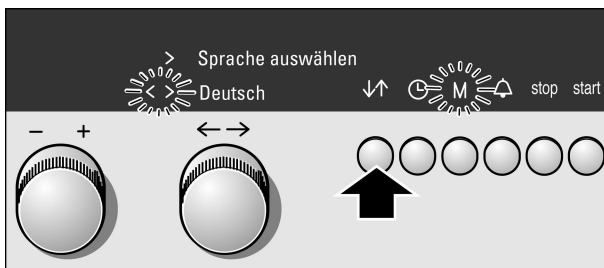 > Sprache auswählen
< > Deutsch
↓↑ M stop start
− + ← →